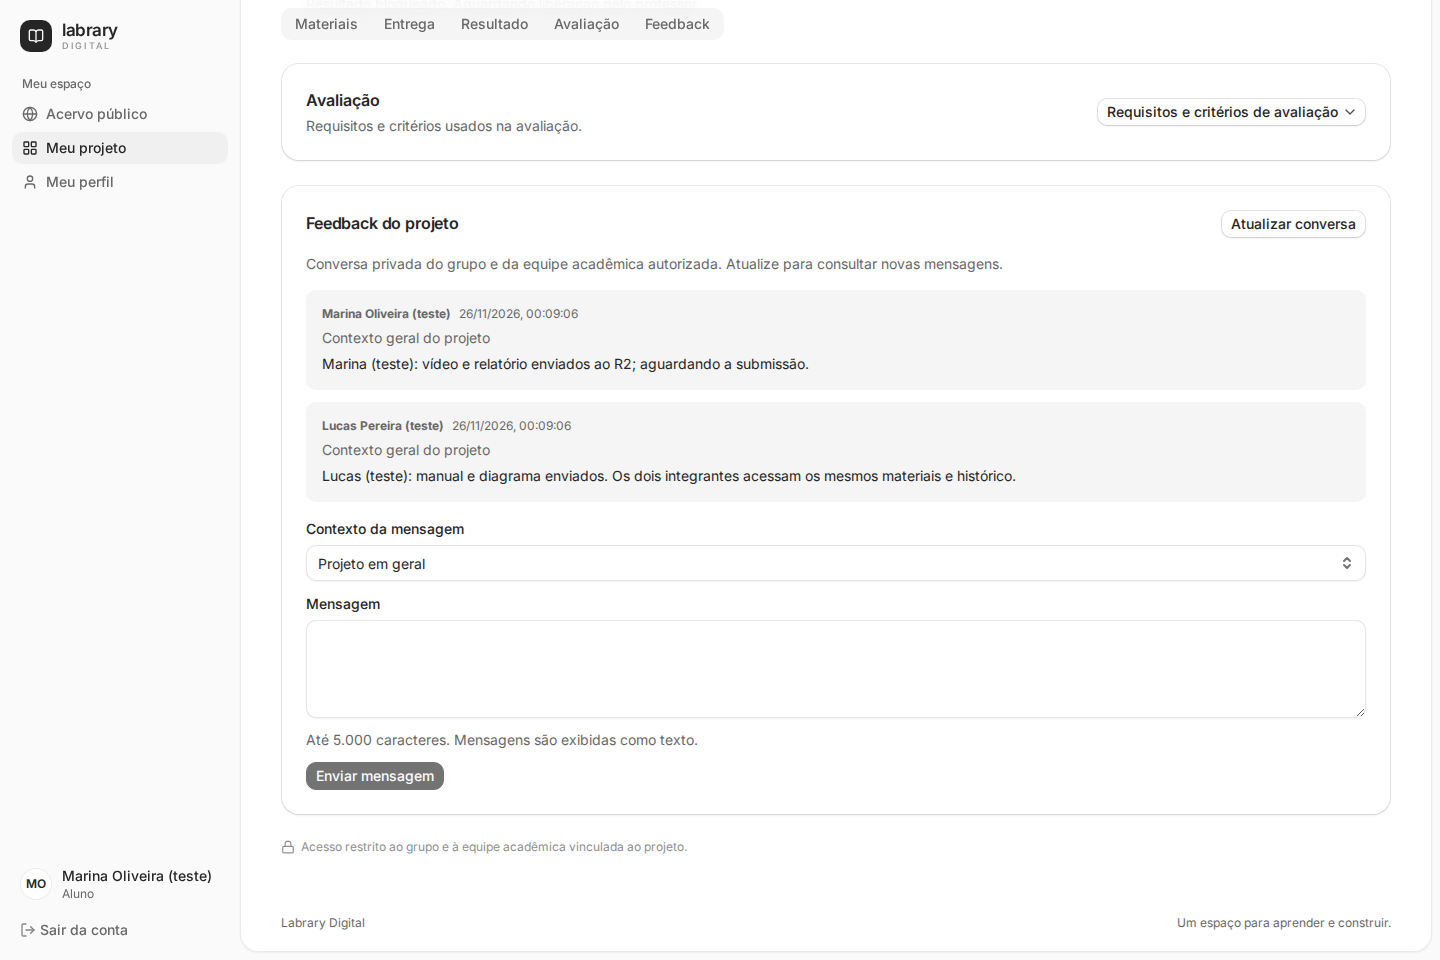 labrary
DIGITAL
Meu espaço
Acervo público
Meu projeto
Meu perfil
Marina Oliveira (teste)
MO
Aluno
Sair da conta
Materiais Entrega Resultado Avaliação Feedback
Avaliação
Requisitos e critérios usados na avaliação.
Requisitos e critérios de avaliação
Feedback do projeto
Atualizar conversa
Conversa privada do grupo e da equipe acadêmica autorizada. Atualize para consultar novas mensagens.
Marina Oliveira (teste) 26/11/2026, 00:09:06
Contexto geral do projeto
Marina (teste): vídeo e relatório enviados ao R2; aguardando a submissão.
Lucas Pereira (teste) 26/11/2026, 00:09:06
Contexto geral do projeto
Lucas (teste): manual e diagrama enviados. Os dois integrantes acessam os mesmos materiais e histórico.
Contexto da mensagem
Projeto em geral
Mensagem
Até 5.000 caracteres. Mensagens são exibidas como texto.
Enviar mensagem
Acesso restrito ao grupo e à equipe acadêmica vinculada ao projeto.
Labrary Digital
Um espaço para aprender e construir.